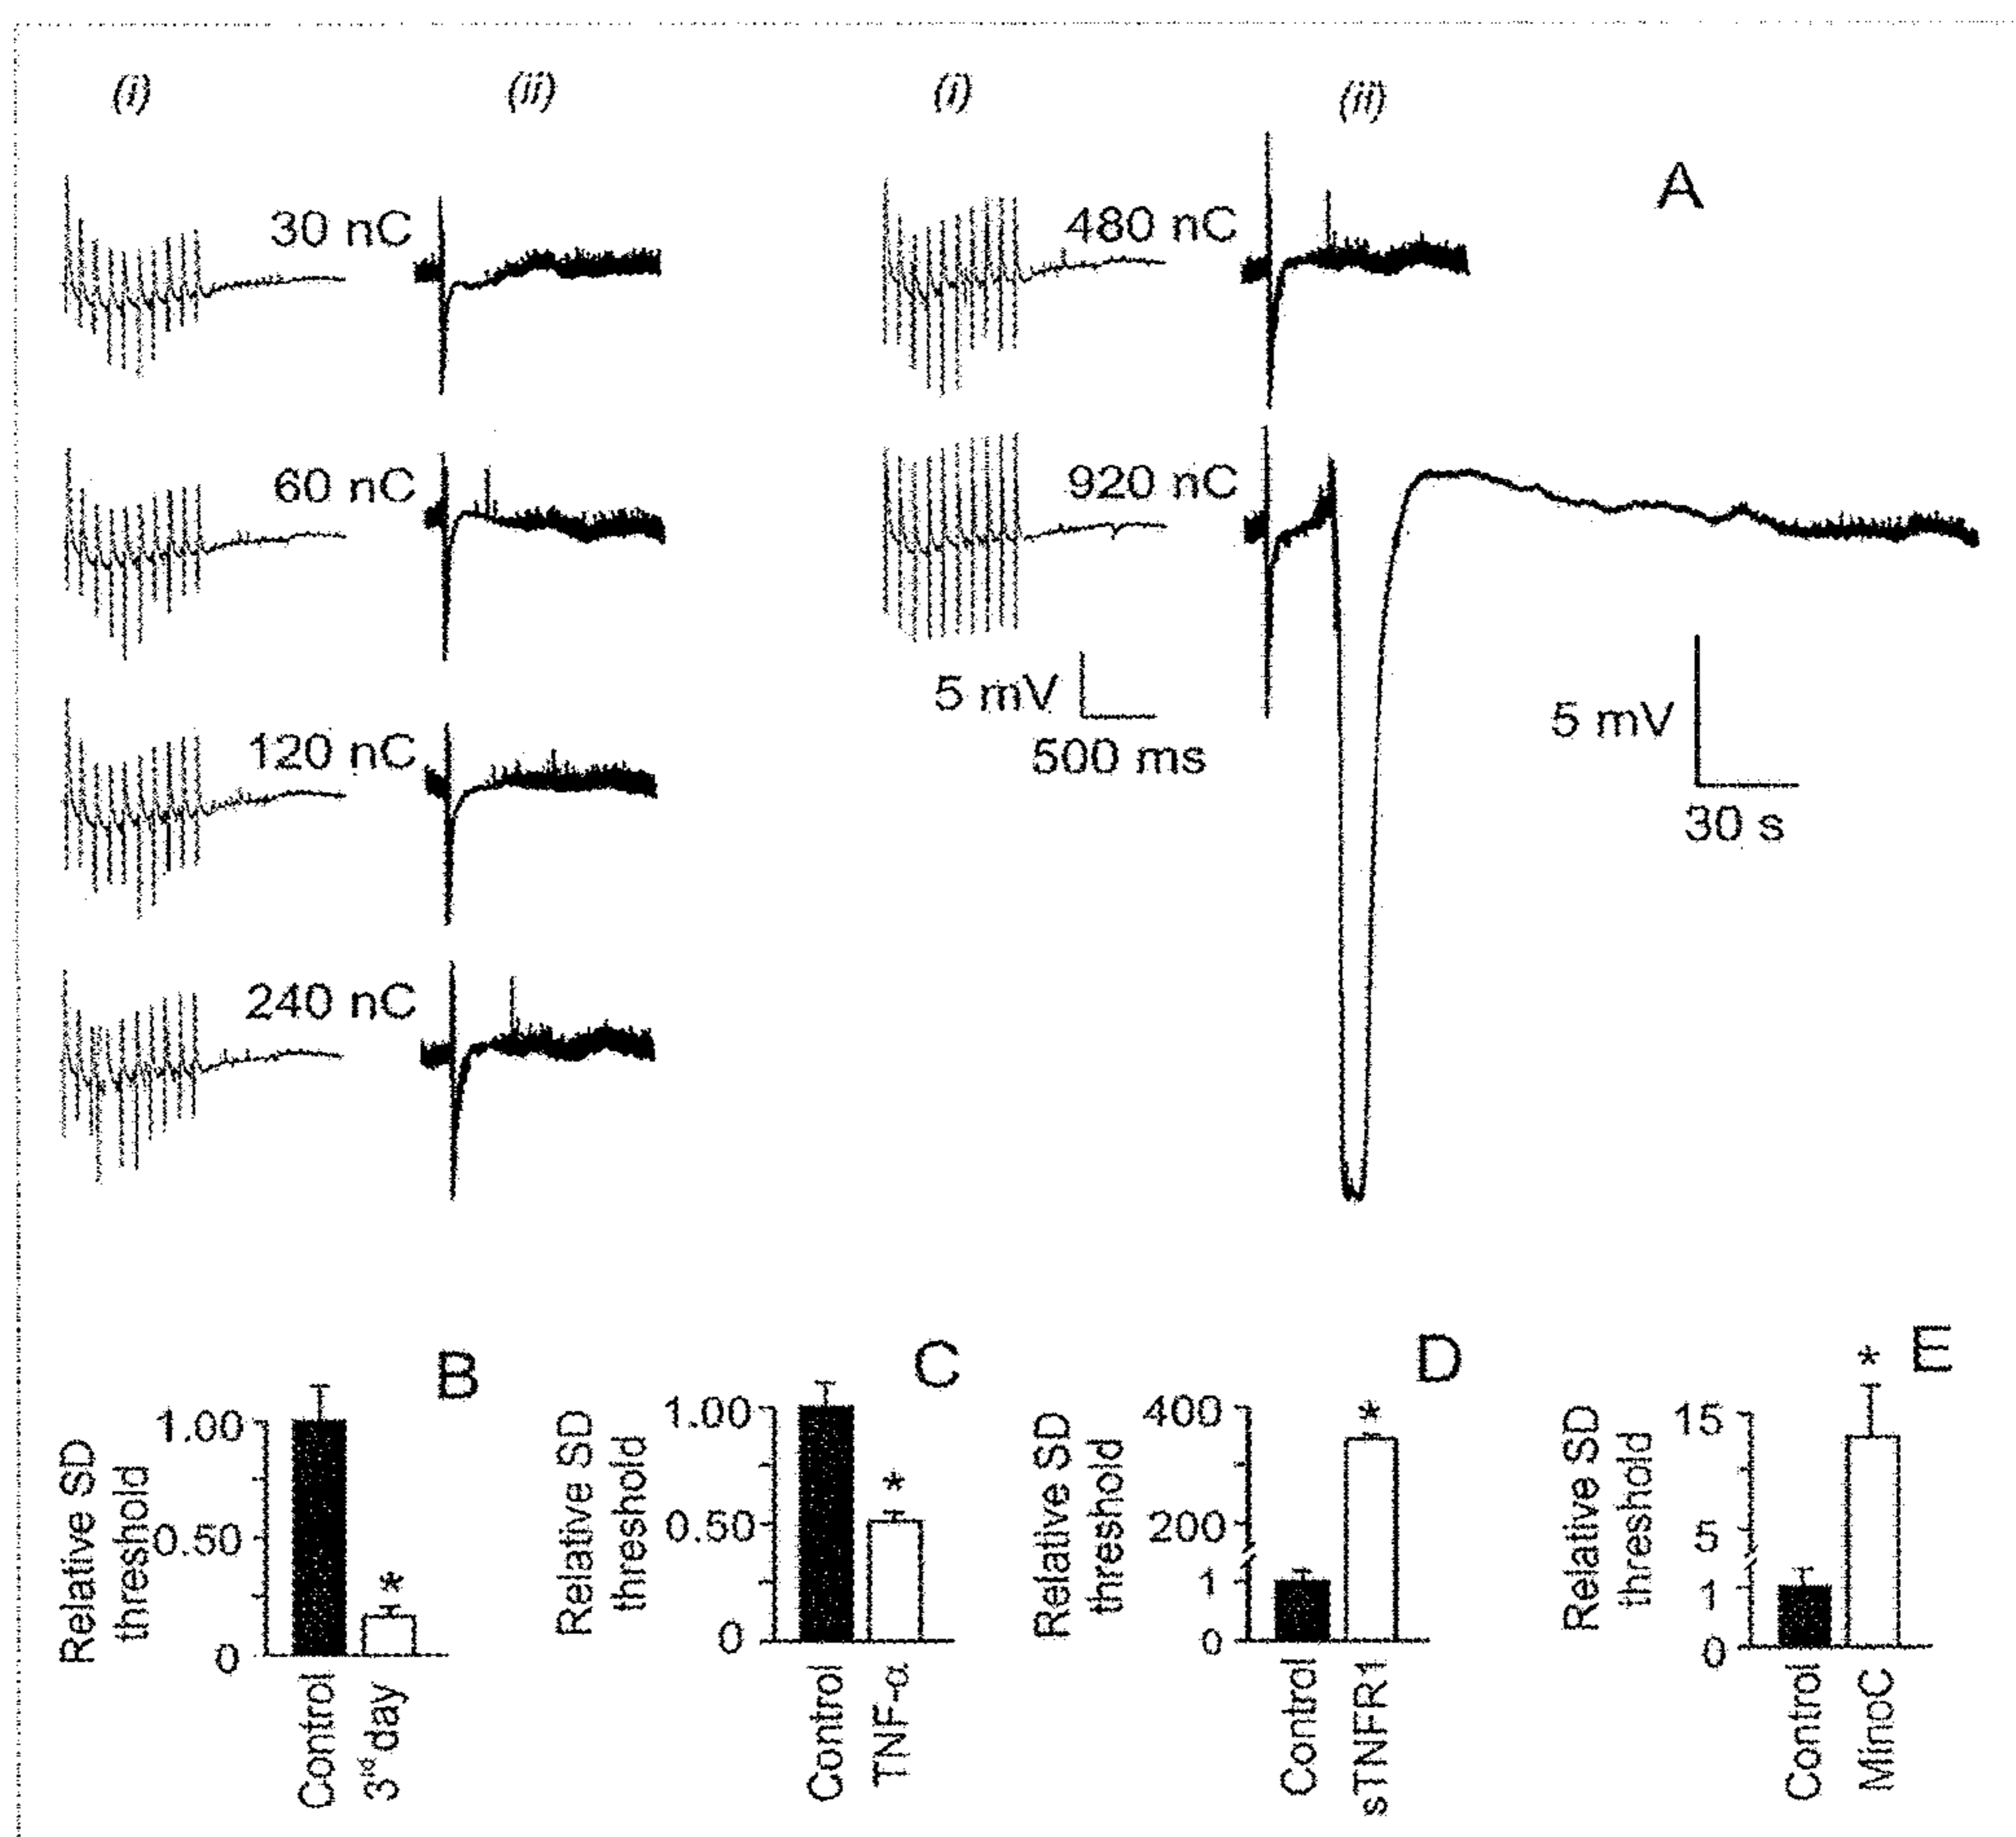 (i) (ii) (i) (ii)
A
30 nC
480 nC
60 nC
920 nC
5 mV
500 ms
5 mV
30 s
120 nC
240 nC
B
Relative SD
threshold
1.00
0.50
0
*
Control
3rd day
C
Relative SD
threshold
1.00
0.50
0
*
Control
TNF-α
D
Relative SD
threshold
400
200
1
0
*
Control
sTNFR1
E
Relative SD
threshold
15
5
1
0
*
Control
MinoC